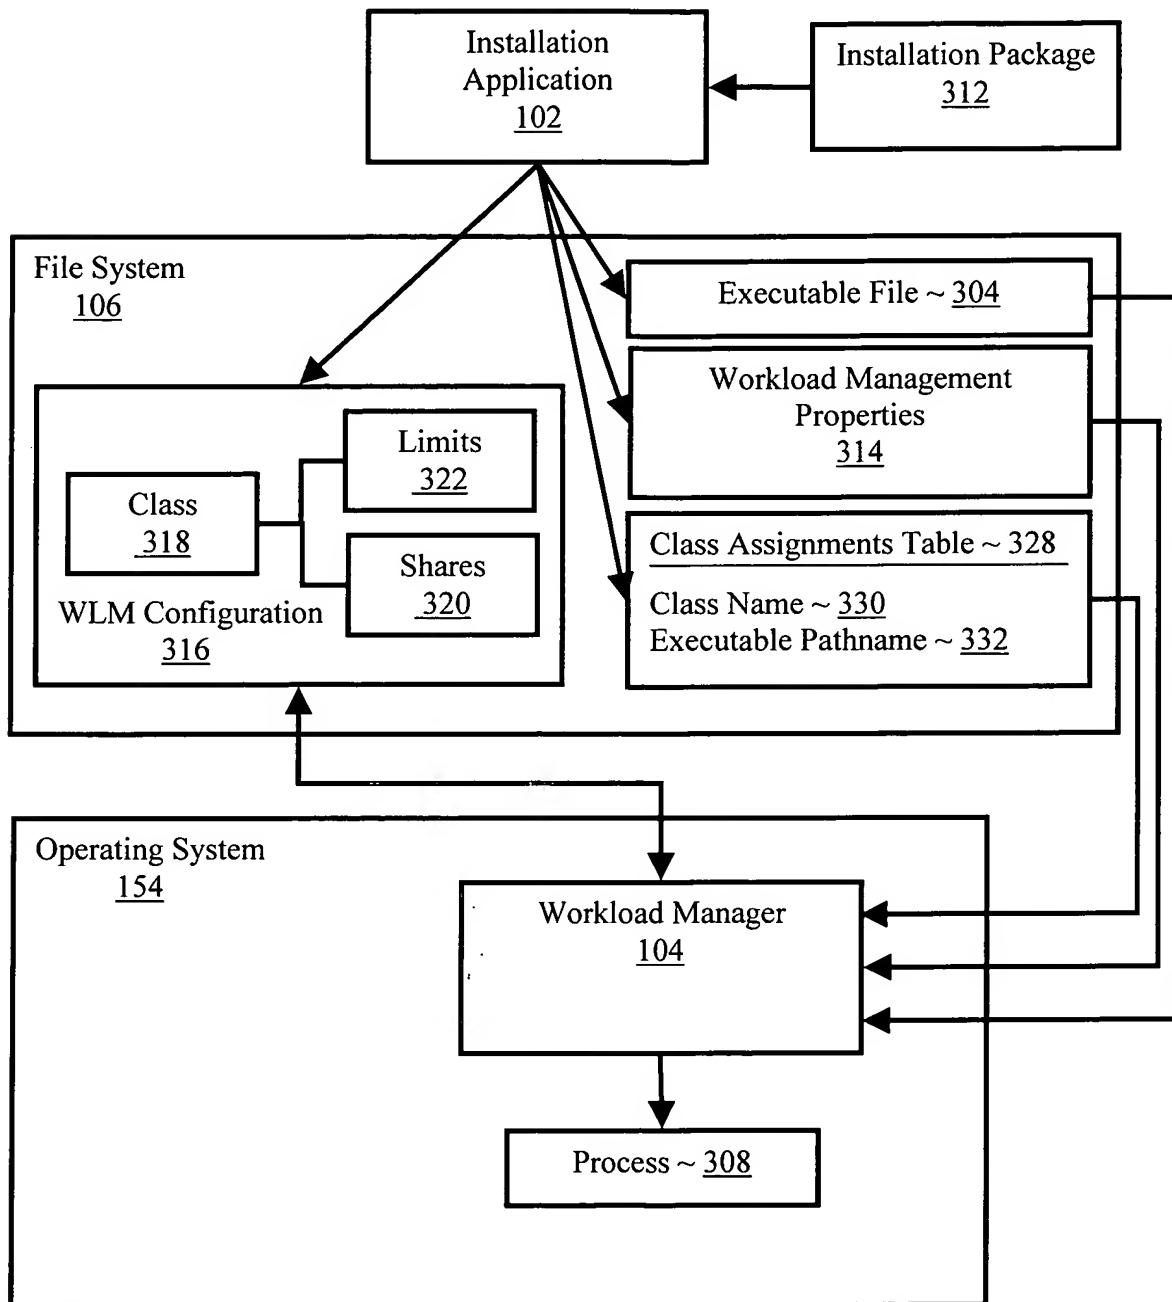 Installation
Application
102
Installation Package
312
File System
106
Executable File ~ 304
Workload Management
Properties
314
Limits
322
Class
318
Shares
320
WLM Configuration
316
Class Assignments Table ~ 328
Class Name ~ 330
Executable Pathname ~ 332
Operating System
154
Workload Manager
104
Process ~ 308